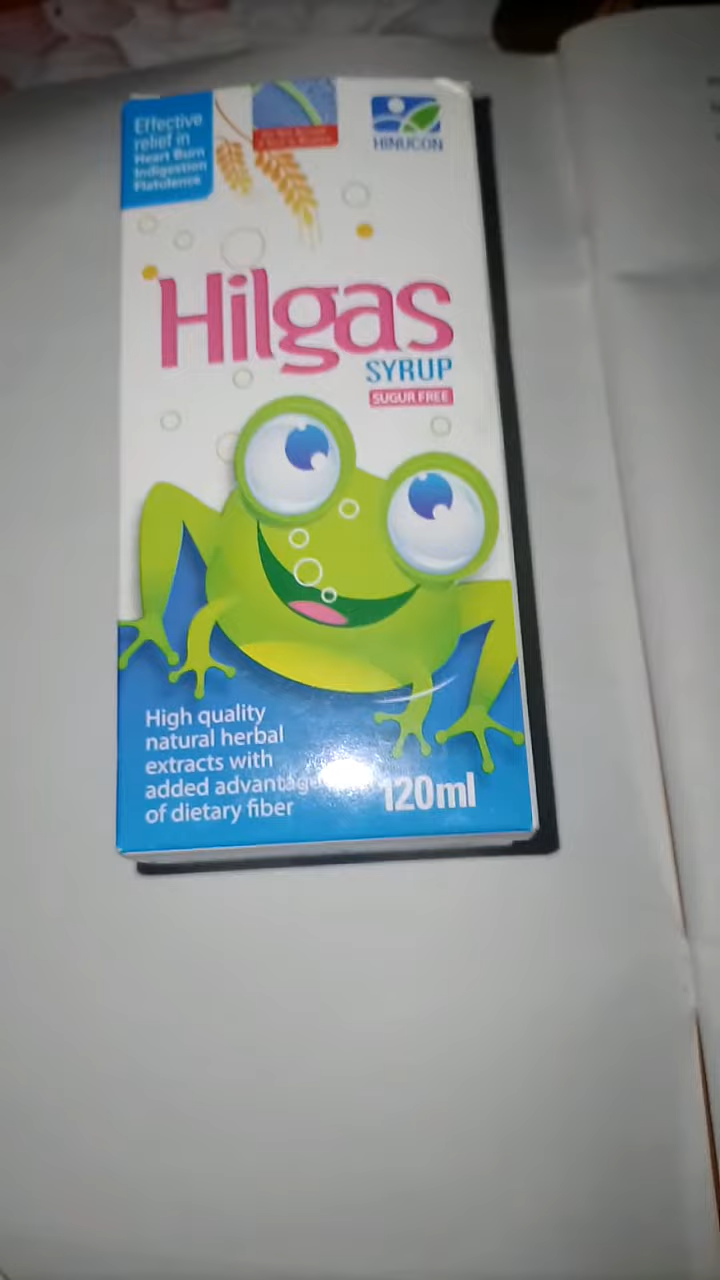 Effective
relief in
Heart Burn
Indigestion
Flatulence
HINUCON
Hilgas
SYRUP
SUGUR FREE
High quality
natural herbal
extracts with
added advantage
of dietary fiber
120ml